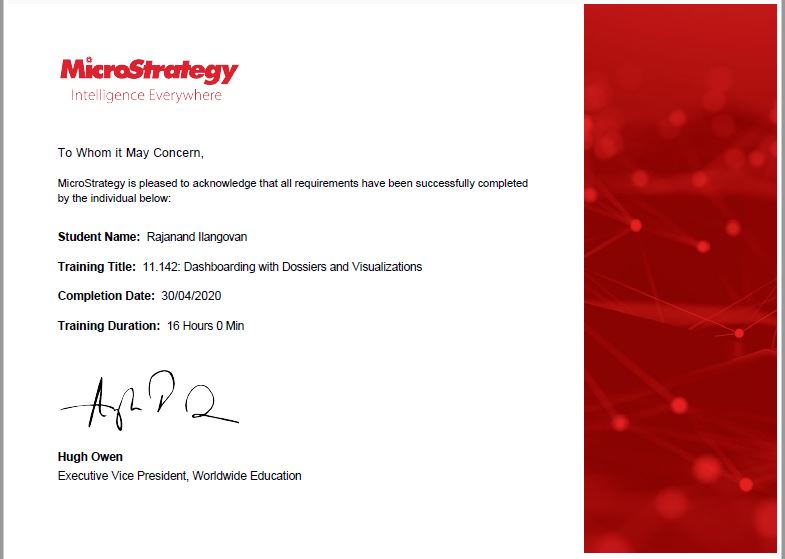 MicroStrategy
Intelligence Everywhere
To Whom it May Concern,
MicroStrategy is pleased to acknowledge that all requirements have been successfully completed
by the individual below:
Student Name: Rajanand Ilangovan
Training Title: 11.142: Dashboarding with Dossiers and Visualizations
Completion Date: 30/04/2020
Training Duration: 16 Hours 0 Min
Hugh Owen
Executive Vice President, Worldwide Education